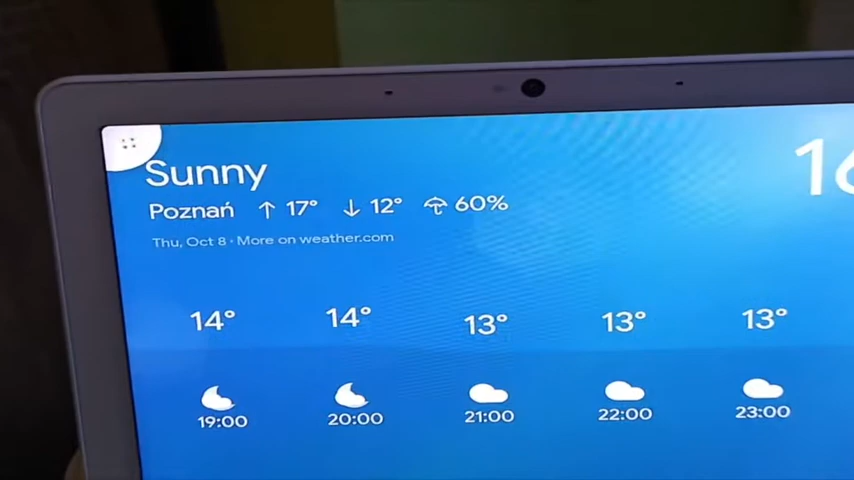 Sunny
Poznań ↑ 17° ↓ 12° 60%
Thu, Oct 8 · More on weather.com
14° 14° 13° 13° 13°
19:00 20:00 21:00 22:00 23:00